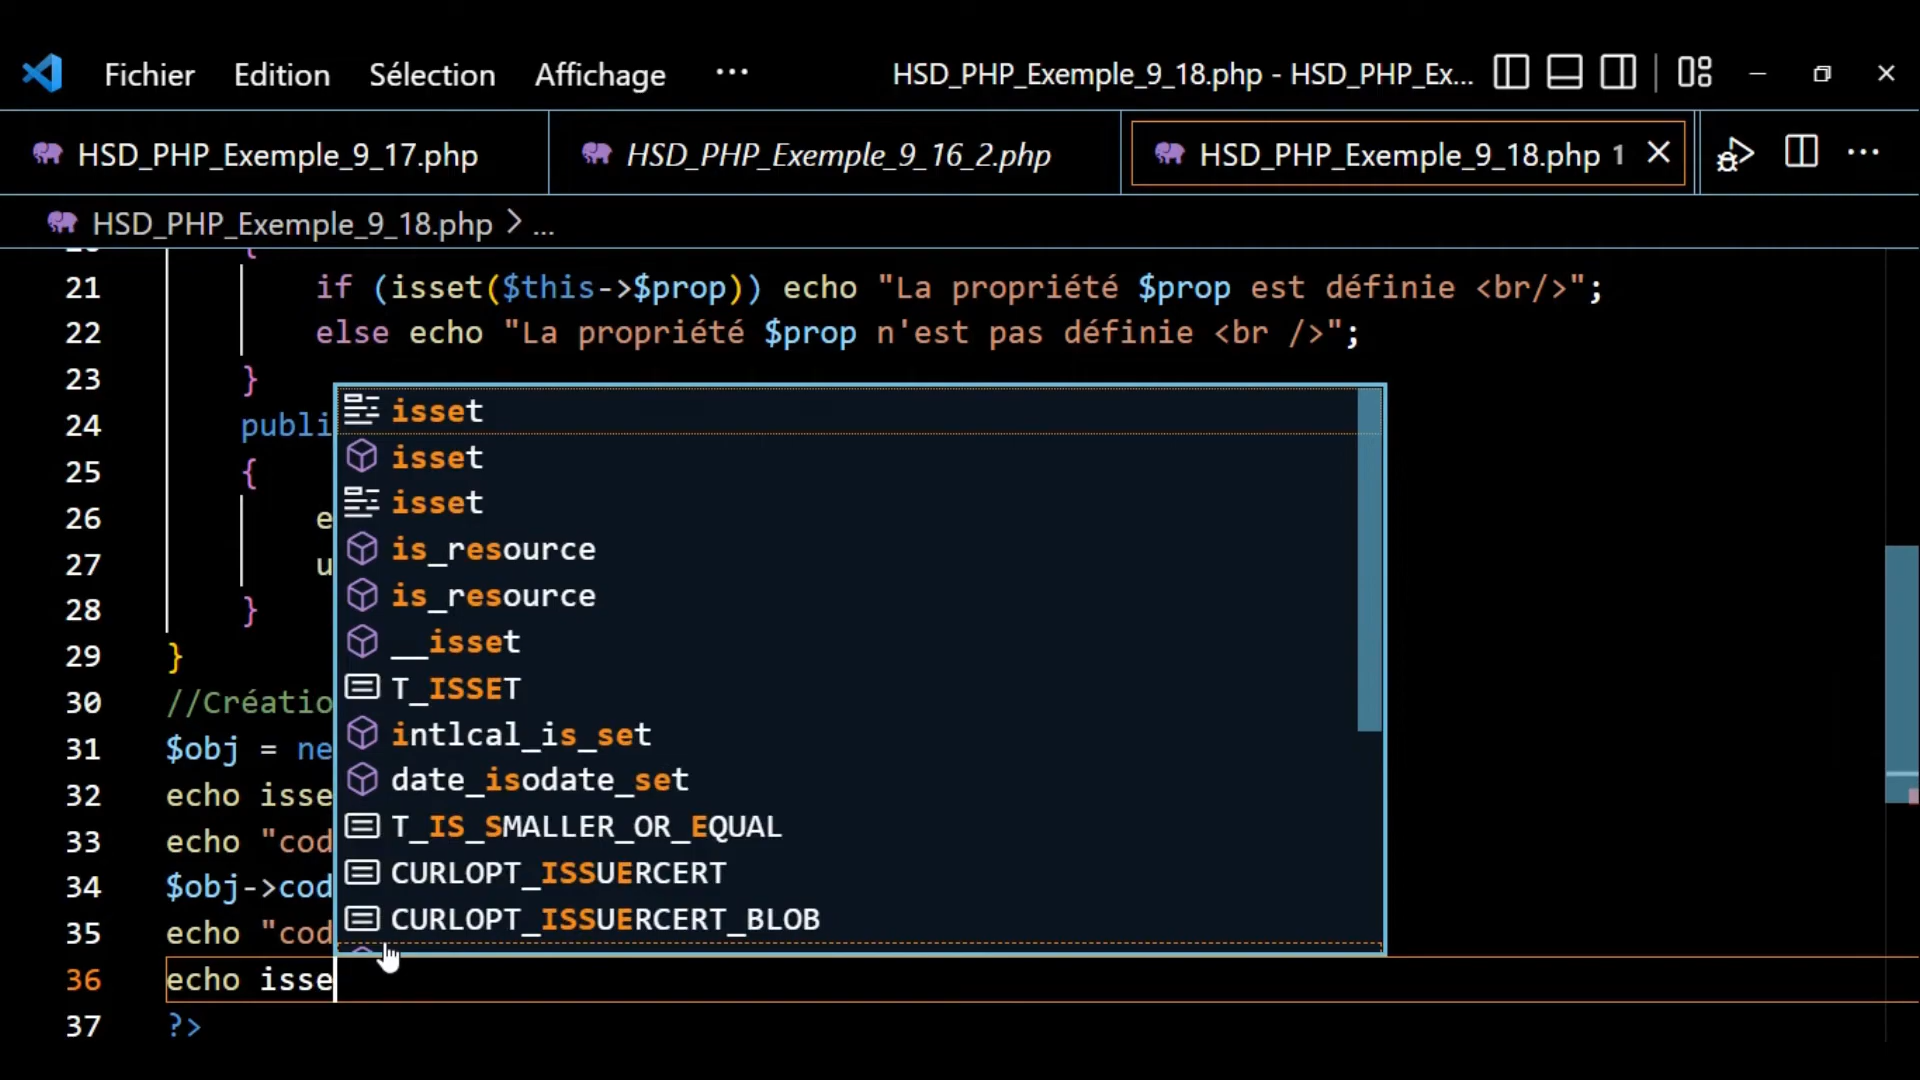 Fichier Edition Sélection Affichage ... HSD_PHP_Exemple_9_18.php - HSD_PHP_Ex...
HSD_PHP_Exemple_9_17.php HSD_PHP_Exemple_9_16_2.php HSD_PHP_Exemple_9_18.php 1
HSD_PHP_Exemple_9_18.php > ...
21 if (isset($this->$prop)) echo "La propriété $prop est définie <br/>";
22 else echo "La propriété $prop n'est pas définie <br />";
23 }
24 publi
25 {
26 e
27 u
28 }
29 }
30 //Créatio
31 $obj = ne
32 echo isse
33 echo "cod
34 $obj->cod
35 echo "cod
36 echo isse
37 ?>
isset
isset
isset
is_resource
is_resource
__isset
T_ISSET
intlcal_is_set
date_isodate_set
T_IS_SMALLER_OR_EQUAL
CURLOPT_ISSUERCERT
CURLOPT_ISSUERCERT_BLOB